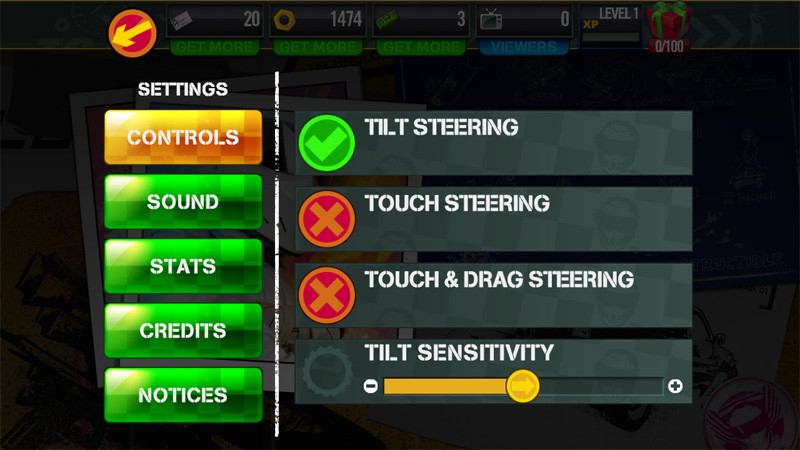 20
1474
3
0
LEVEL 1
XP
GET MORE
GET MORE
GET MORE
VIEWERS
0/100
SETTINGS
CONTROLS
SOUND
STATS
CREDITS
NOTICES
TILT STEERING
TOUCH STEERING
TOUCH & DRAG STEERING
TILT SENSITIVITY